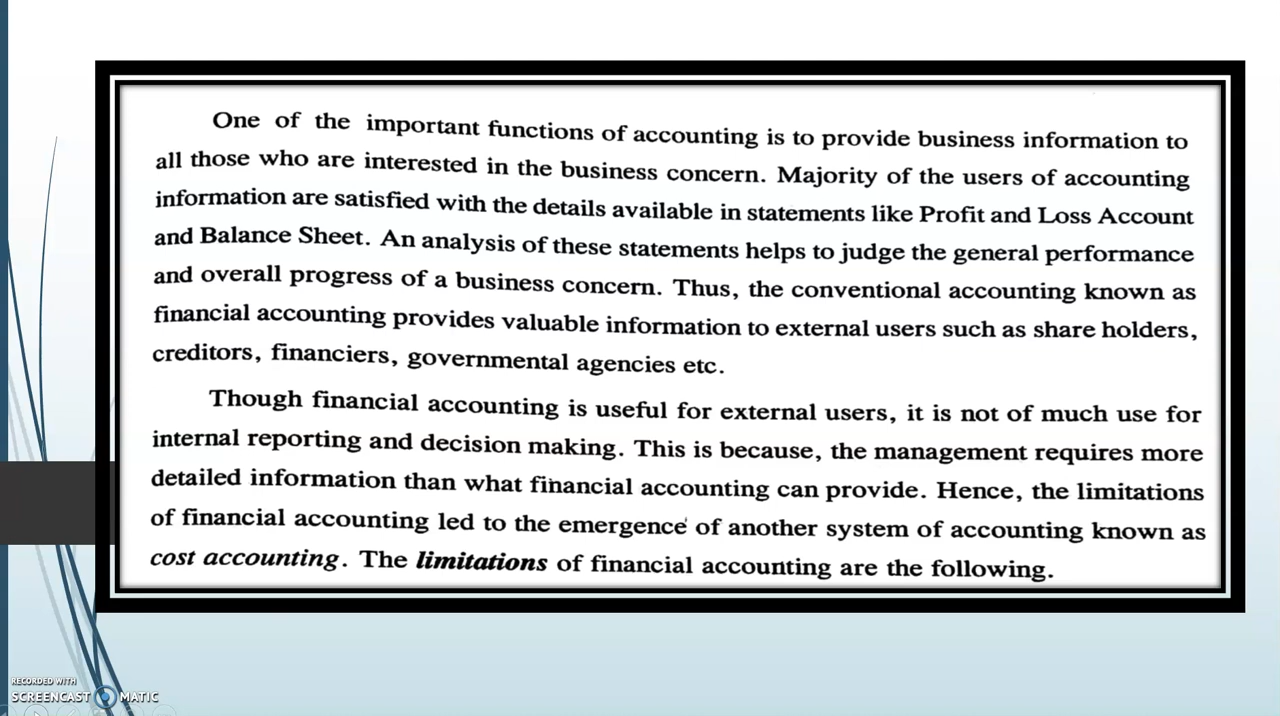 One of the important functions of accounting is to provide business information to
all those who are interested in the business concern. Majority of the users of accounting
information are satisfied with the details available in statements like Profit and Loss Account
and Balance Sheet. An analysis of these statements helps to judge the general performance
and overall progress of a business concern. Thus, the conventional accounting known as
financial accounting provides valuable information to external users such as share holders,
creditors, financiers, governmental agencies etc.
Though financial accounting is useful for external users, it is not of much use for
internal reporting and decision making. This is because, the management requires more
detailed information than what financial accounting can provide. Hence, the limitations
of financial accounting led to the emergence of another system of accounting known as
cost accounting. The limitations of financial accounting are the following.
RECORDED WITH
SCREENCAST MATIC